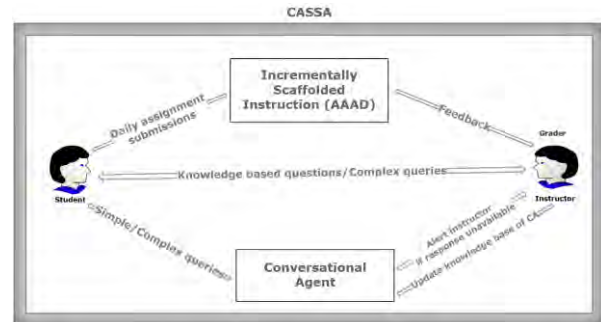 CASSA
Incrementally
Scaffolded
Instruction (AAAD)
Daily assignment
submissions
Feedback
Grader
Knowledge based questions/Complex queries
Student
Instructor
Simple/Complex queries
Alert instructor
if response unavailable
Update knowledge base of CA
Conversational
Agent